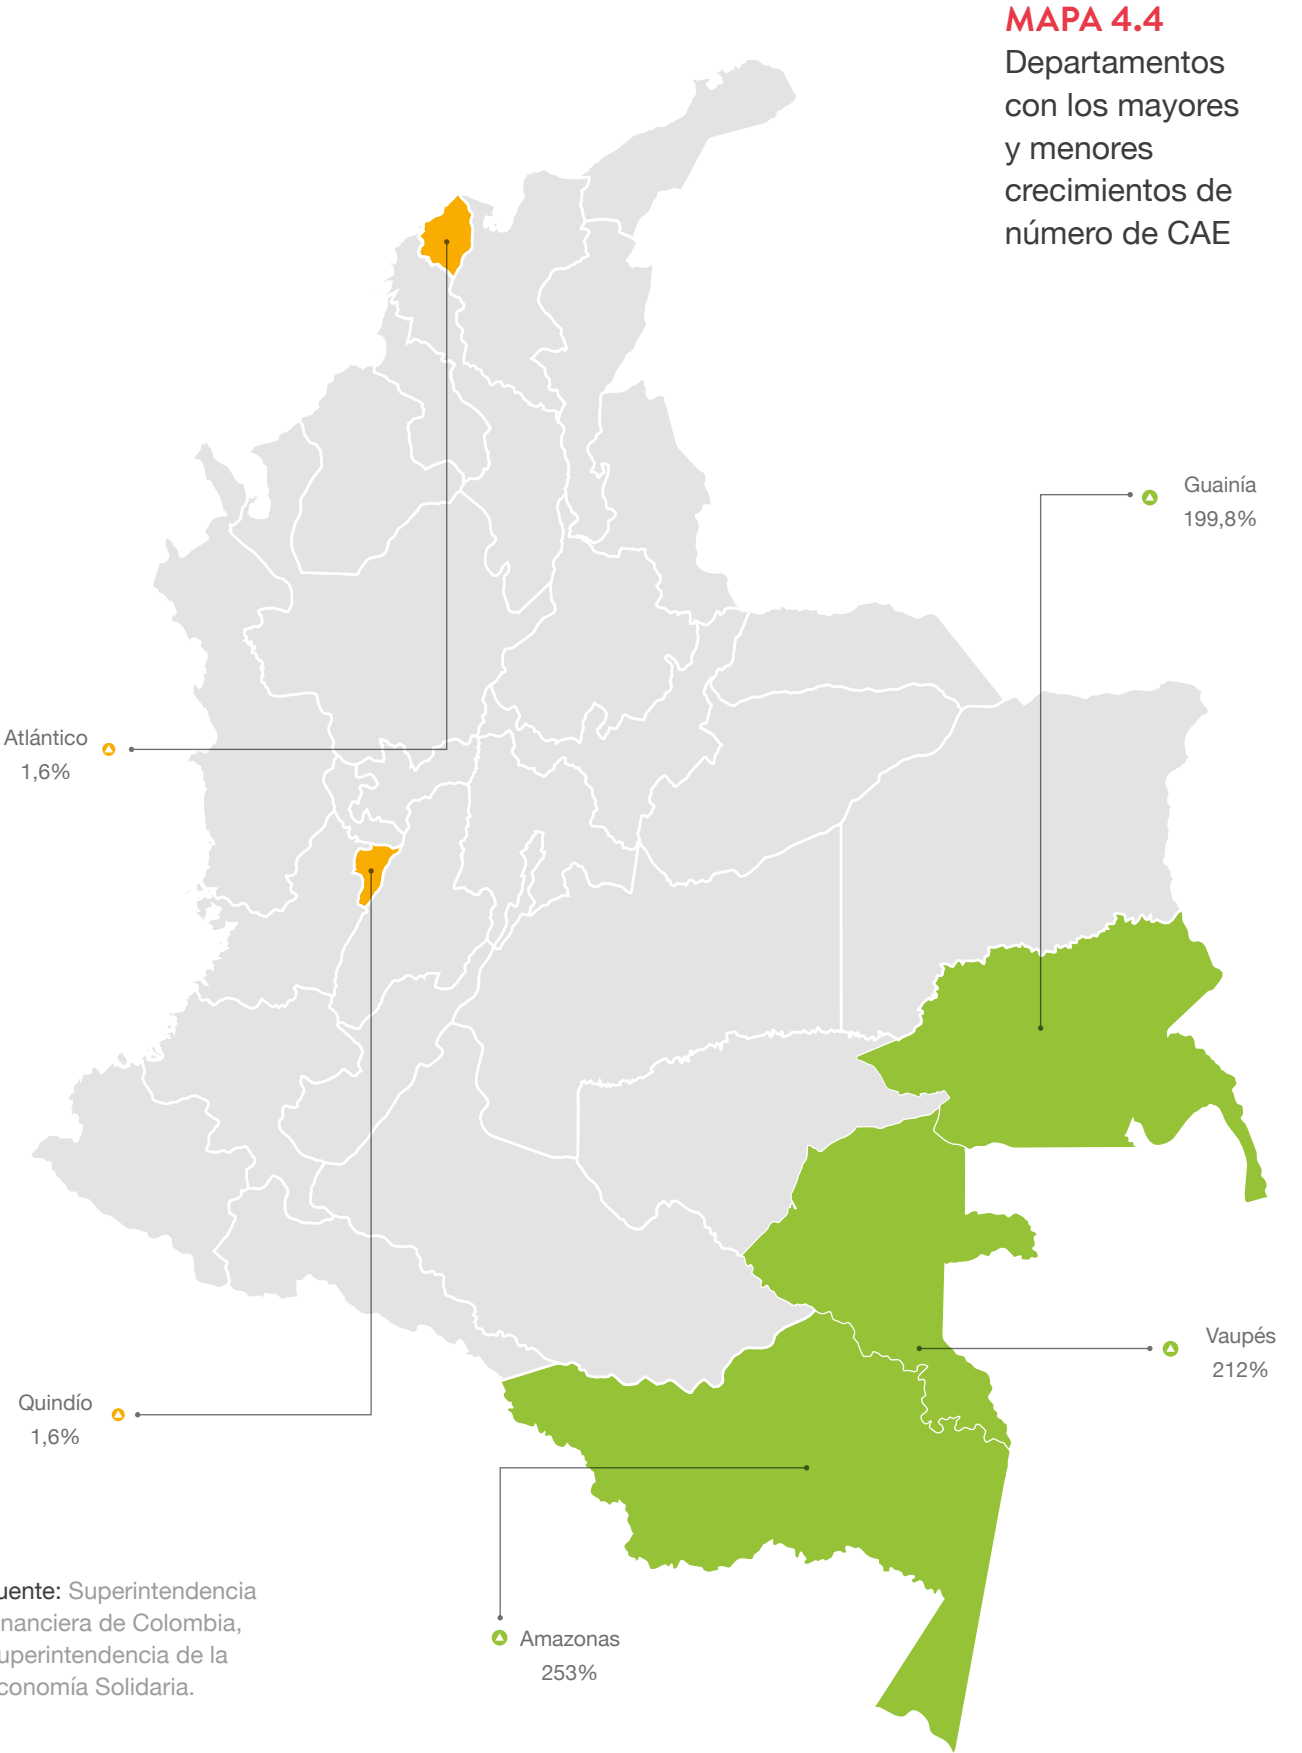 MAPA 4.4
Departamentos
con los mayores
y menores
crecimientos de
número de CAE
Guainía
199,8%
Atlántico
1,6%
Vaupés
212%
Quindío
1,6%
Amazonas
253%
uente: Superintendencia
nanciera de Colombia,
uperintendencia de la
conomía Solidaria.